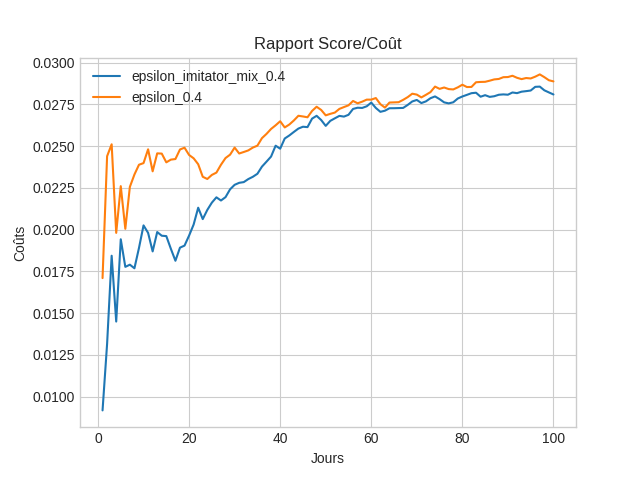 Rapport Score/Coût
epsilon_imitator_mix_0.4
epsilon_0.4
Coûts
0.0300
0.0275
0.0250
0.0225
0.0200
0.0175
0.0150
0.0125
0.0100
0 20 40 60 80 100
Jours